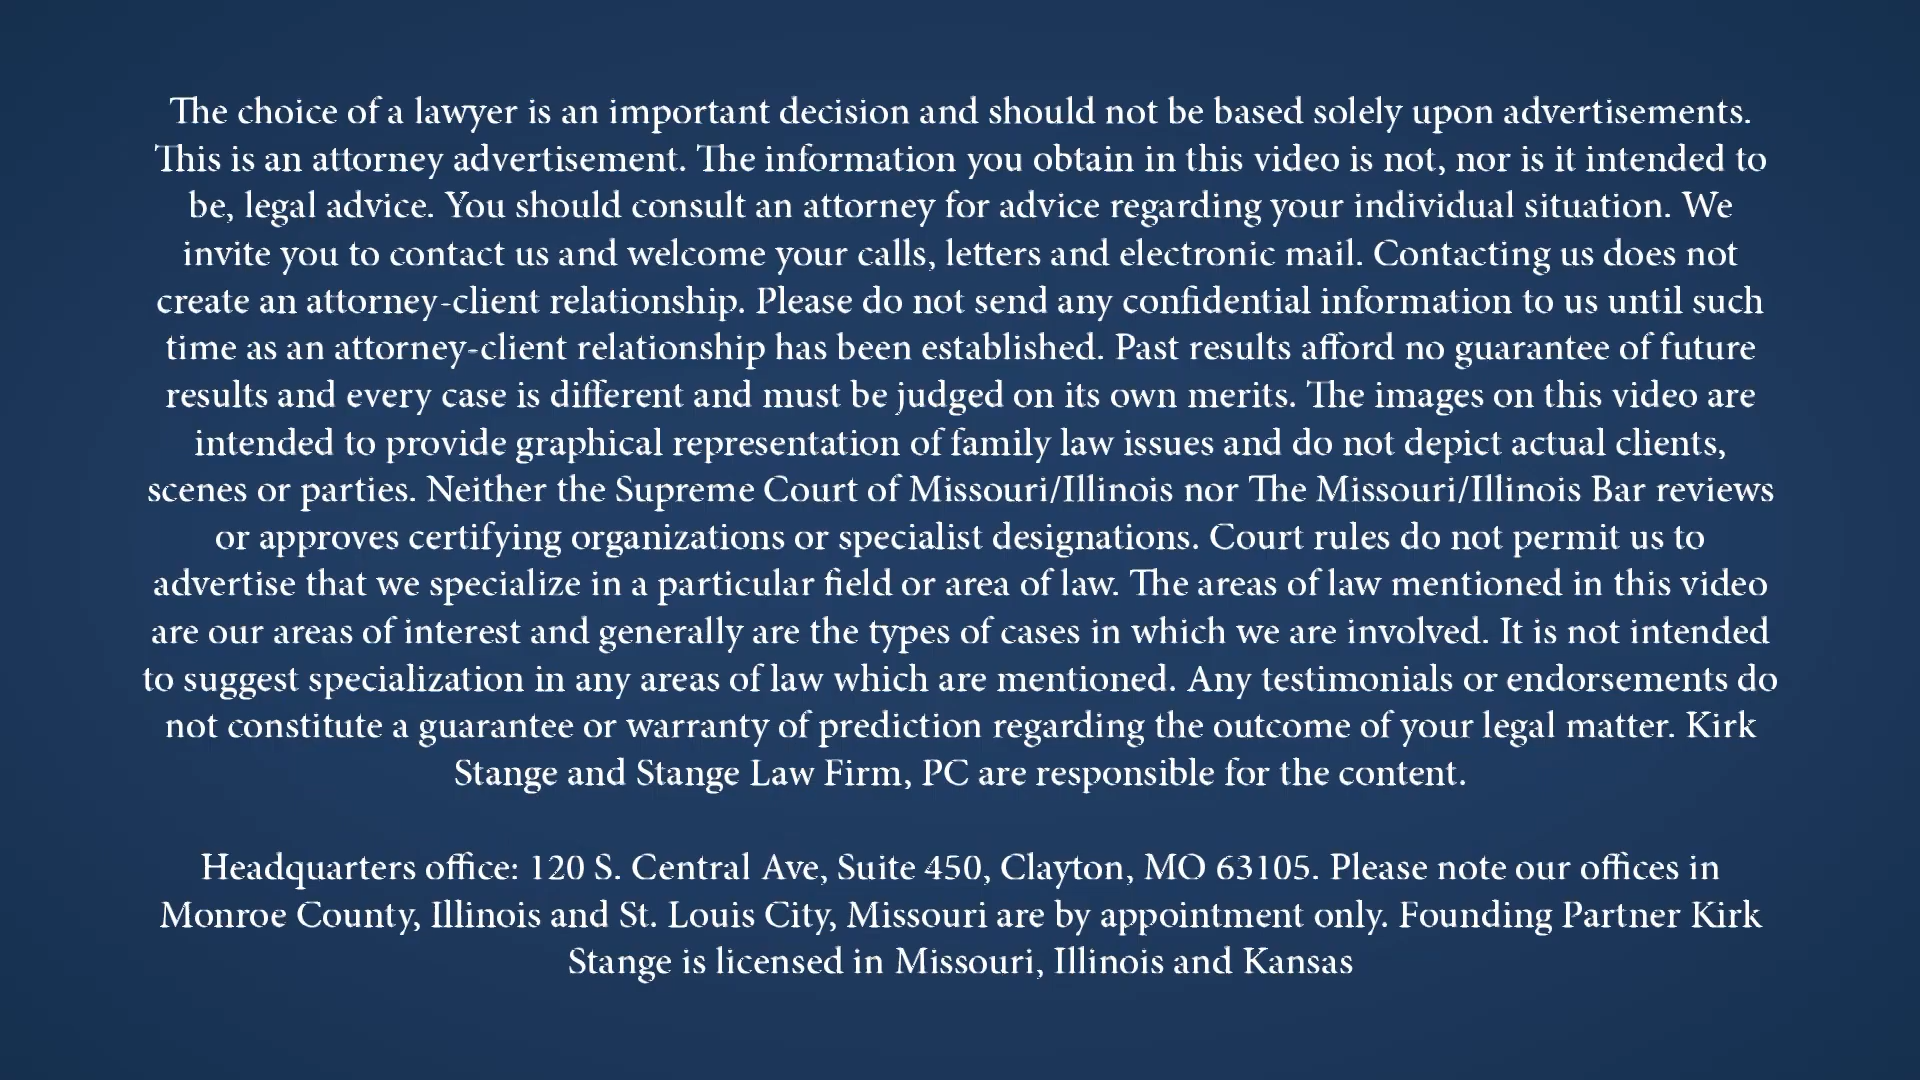 The choice of a lawyer is an important decision and should not be based solely upon advertisements.
This is an attorney advertisement. The information you obtain in this video is not, nor is it intended to
be, legal advice. You should consult an attorney for advice regarding your individual situation. We
invite you to contact us and welcome your calls, letters and electronic mail. Contacting us does not
create an attorney-client relationship. Please do not send any confidential information to us until such
time as an attorney-client relationship has been established. Past results afford no guarantee of future
results and every case is different and must be judged on its own merits. The images on this video are
intended to provide graphical representation of family law issues and do not depict actual clients,
scenes or parties. Neither the Supreme Court of Missouri/Illinois nor The Missouri/Illinois Bar reviews
or approves certifying organizations or specialist designations. Court rules do not permit us to
advertise that we specialize in a particular field or area of law. The areas of law mentioned in this video
are our areas of interest and generally are the types of cases in which we are involved. It is not intended
to suggest specialization in any areas of law which are mentioned. Any testimonials or endorsements do
not constitute a guarantee or warranty of prediction regarding the outcome of your legal matter. Kirk
Stange and Stange Law Firm, PC are responsible for the content.
Headquarters office: 120 S. Central Ave, Suite 450, Clayton, MO 63105. Please note our offices in
Monroe County, Illinois and St. Louis City, Missouri are by appointment only. Founding Partner Kirk
Stange is licensed in Missouri, Illinois and Kansas